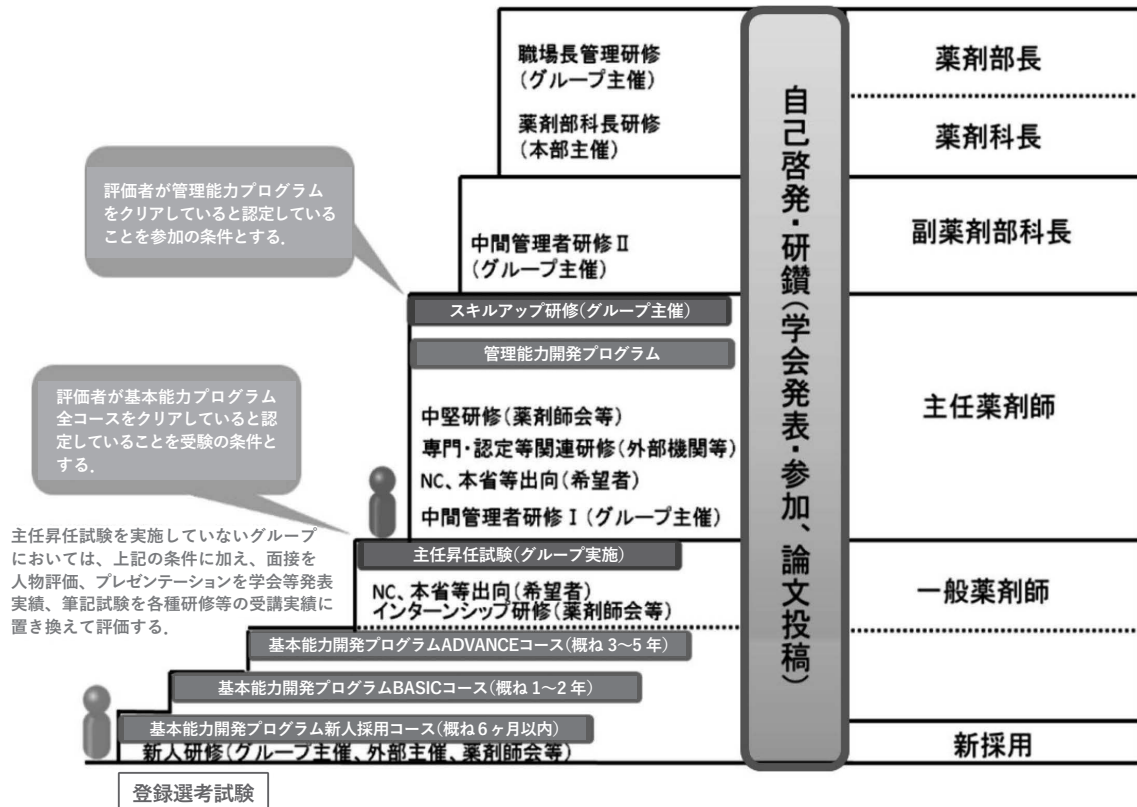 職場長管理研修
(グループ主催)
薬剤部科長研修
(本部主催)
薬剤部長
薬剤科長
評価者が管理能力プログラム
をクリアしていると認定している
ことを参加の条件とする.
中間管理者研修Ⅱ
(グループ主催)
副薬剤部科長
スキルアップ研修(グループ主催)
管理能力開発プログラム
評価者が基本能力プログラム
全コースをクリアしていると認
定していることを受験の条件と
する.
中堅研修(薬剤師会等)
専門・認定等関連研修(外部機関等)
NC、本省等出向(希望者)
中間管理者研修Ⅰ(グループ主催)
主任薬剤師
主任昇任試験を実施していないグループ
においては、上記の条件に加え、面接を
人物評価、プレゼンテーションを学会等発表
実績、筆記試験を各種研修等の受講実績に
置き換えて評価する.
主任昇任試験(グループ実施)
NC、本省等出向(希望者)
インターンシップ研修(薬剤師会等)
一般薬剤師
基本能力開発プログラムADVANCEコース(概ね 3～5 年)
基本能力開発プログラムBASICコース(概ね 1～2 年)
基本能力開発プログラム新人採用コース(概ね 6 ヶ月以内)
新人研修(グループ主催、外部主催、薬剤師会等)
新採用
登録選考試験
自己啓発・研鑽(学会発表・参加、論文投稿)